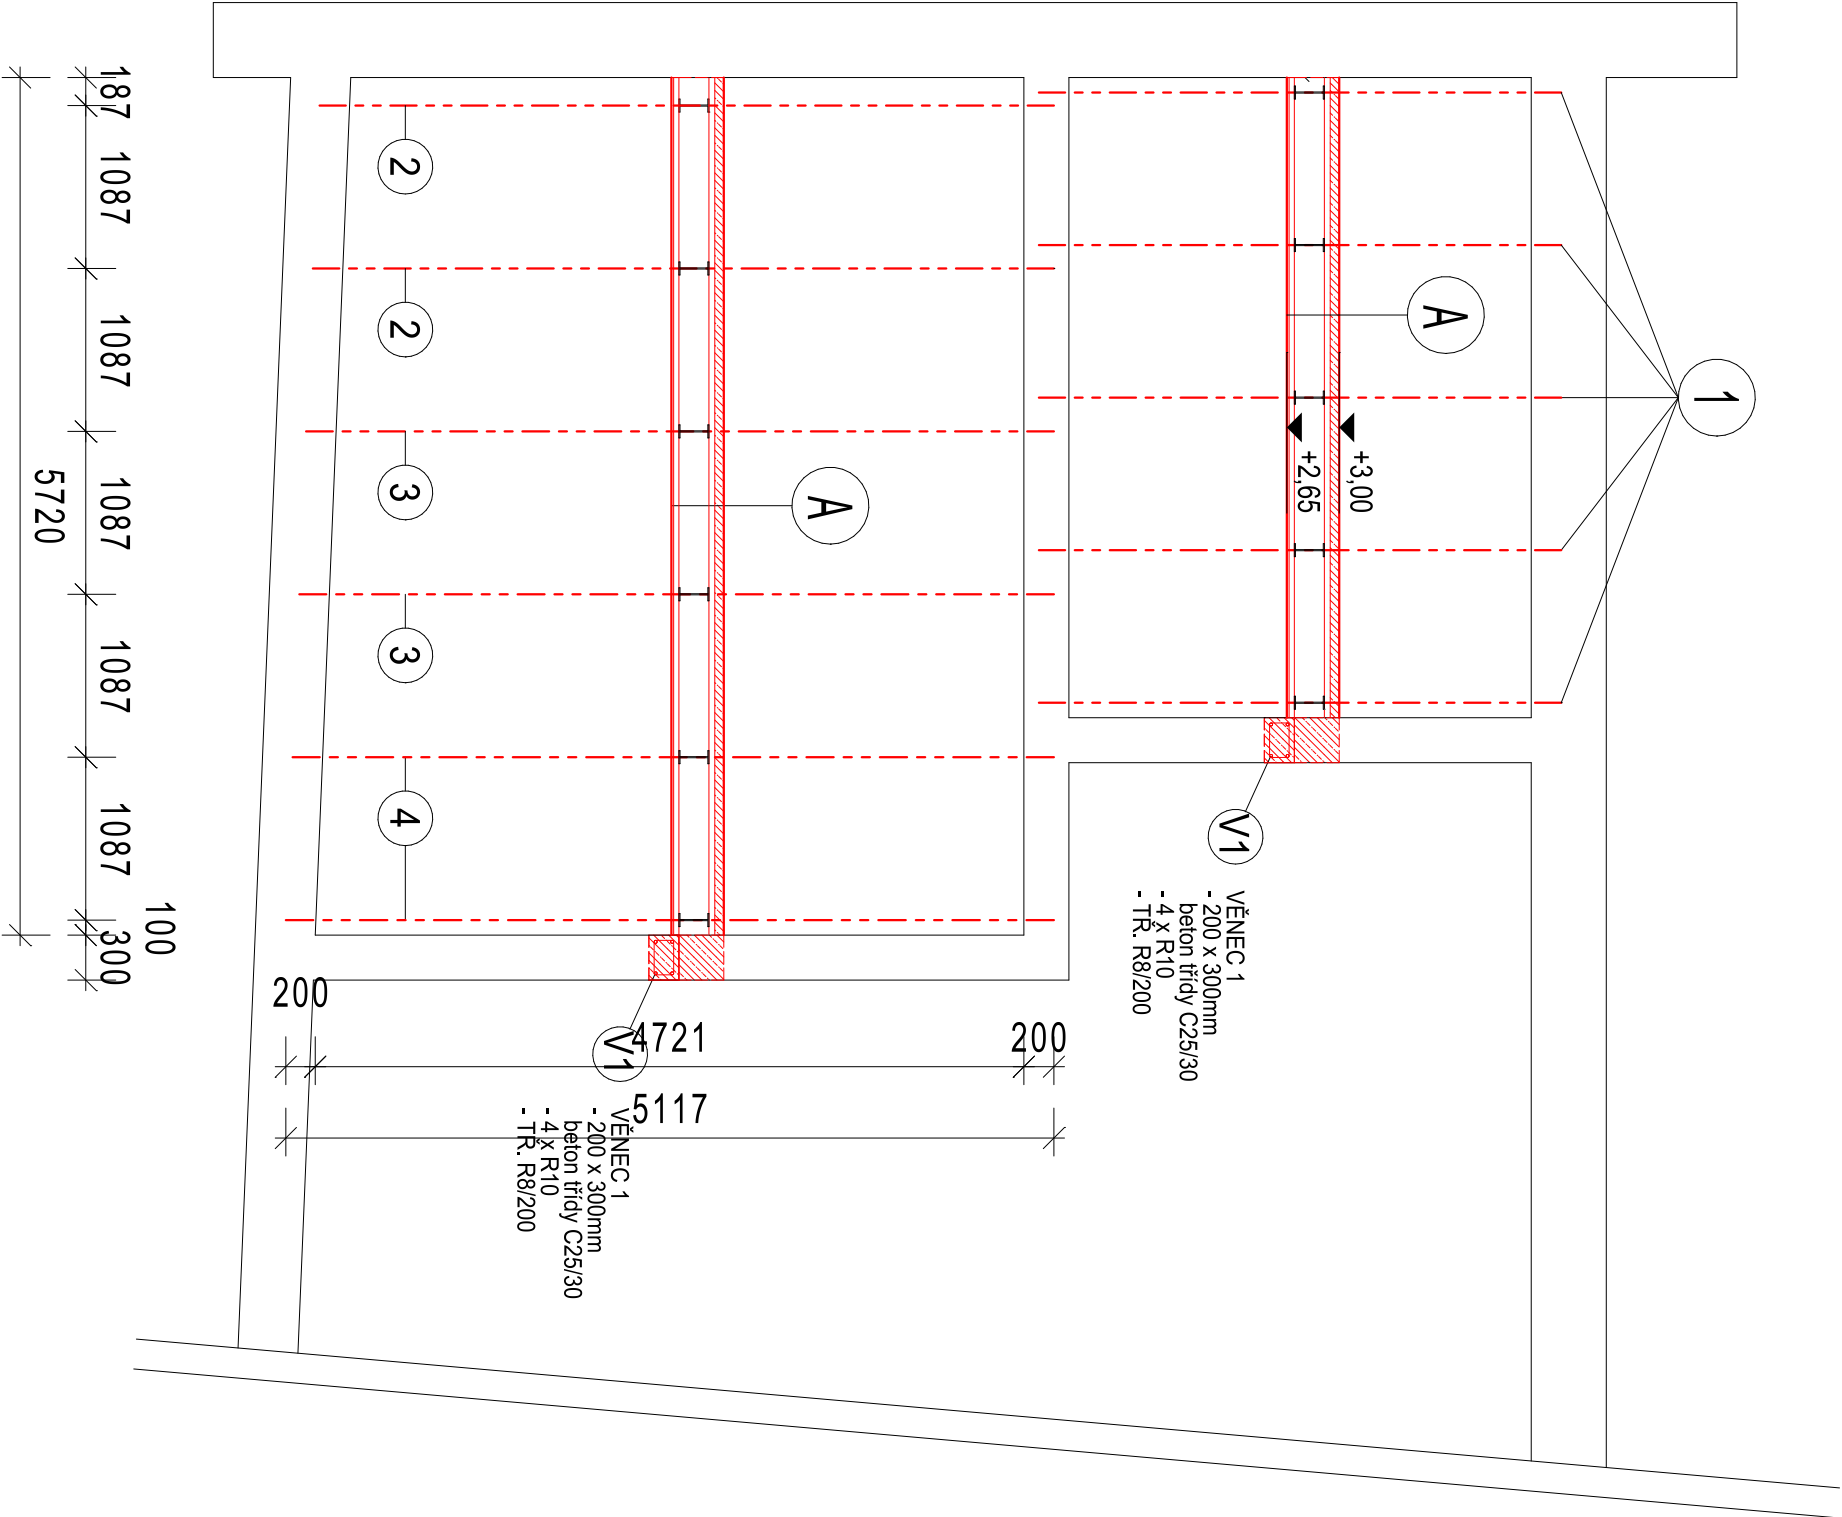 187
1087
1087
1087
1087
1087
100
300
5720
2
2
3
3
4
A
A
1
+3,00
+2,65
V1
VĚNEC 1
- 200 x 300mm
beton třídy C25/30
- 4 x R10
- TŘ. R8/200
200
4721
200
5117
V1
VĚNEC 1
- 200 x 300mm
beton třídy C25/30
- 4 x R10
- TŘ. R8/200